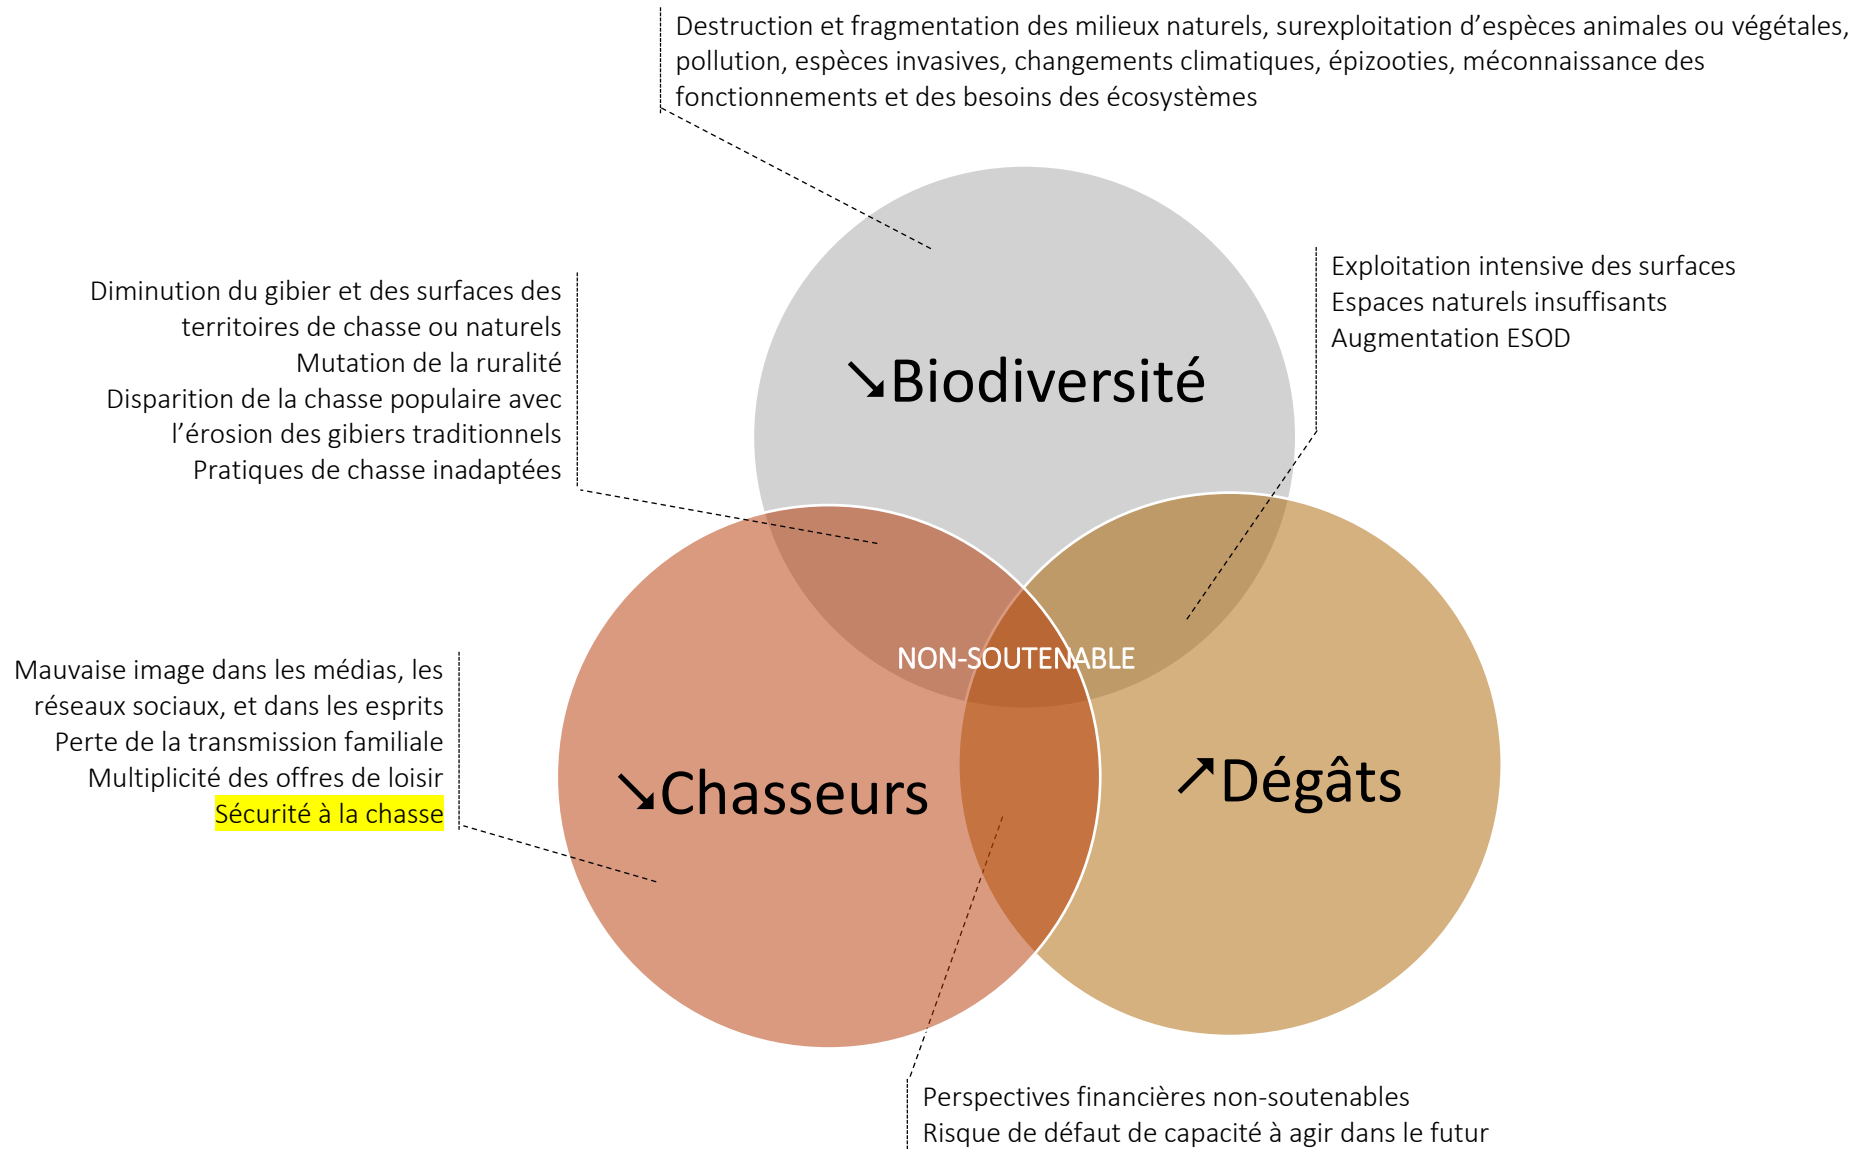 Destruction et fragmentation des milieux naturels, surexploitation d’espèces animales ou végétales,
pollution, espèces invasives, changements climatiques, épizooties, méconnaissance des
fonctionnements et des besoins des écosystèmes
Exploitation intensive des surfaces
Espaces naturels insuffisants
Augmentation ESOD
Diminution du gibier et des surfaces des
territoires de chasse ou naturels
Mutation de la ruralité
Disparition de la chasse populaire avec
l’érosion des gibiers traditionnels
Pratiques de chasse inadaptées
↘Biodiversité
NON-SOUTENABLE
Mauvaise image dans les médias, les
réseaux sociaux, et dans les esprits
Perte de la transmission familiale
Multiplicité des offres de loisir
Sécurité à la chasse
↘Chasseurs
↗Dégâts
Perspectives financières non-soutenables
Risque de défaut de capacité à agir dans le futur